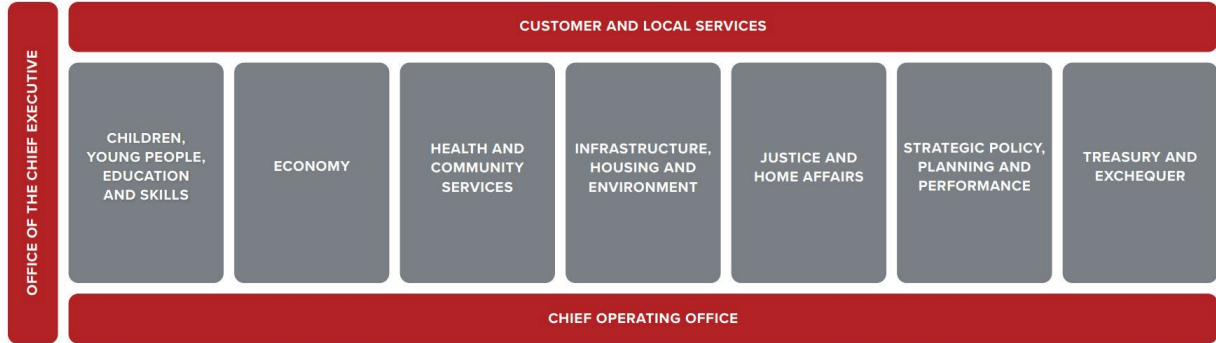 OFFICE OF THE CHIEF EXECUTIVE
CUSTOMER AND LOCAL SERVICES
CHILDREN,
YOUNG PEOPLE,
EDUCATION
AND SKILLS
ECONOMY
HEALTH AND
COMMUNITY
SERVICES
INFRASTRUCTURE,
HOUSING AND
ENVIRONMENT
JUSTICE AND
HOME AFFAIRS
STRATEGIC POLICY,
PLANNING AND
PERFORMANCE
TREASURY AND
EXCHEQUER
CHIEF OPERATING OFFICE